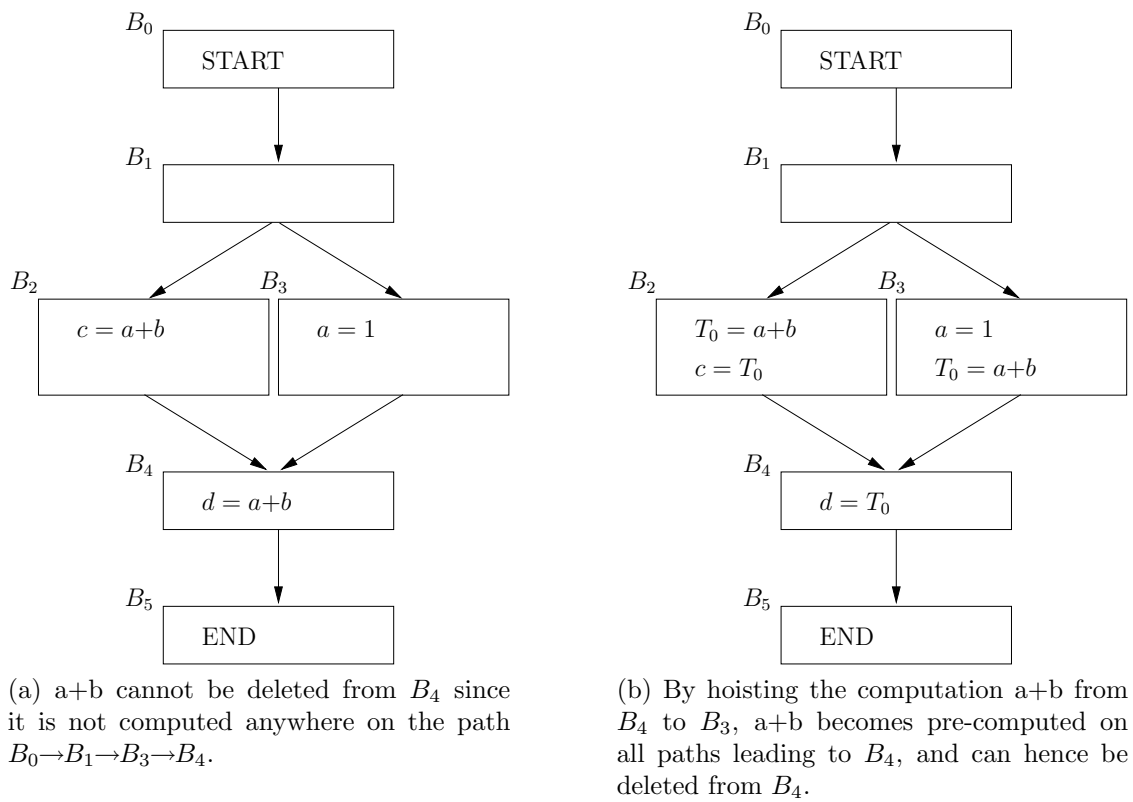 B0
START
B1
B2
c = a+b
B3
a = 1
B4
d = a+b
B5
END
(a) a+b cannot be deleted from B4 since
it is not computed anywhere on the path
B0→B1→B3→B4.
B0
START
B1
B2
T0 = a+b
c = T0
B3
a = 1
T0 = a+b
B4
d = T0
B5
END
(b) By hoisting the computation a+b from
B4 to B3, a+b becomes pre-computed on
all paths leading to B4, and can hence be
deleted from B4.